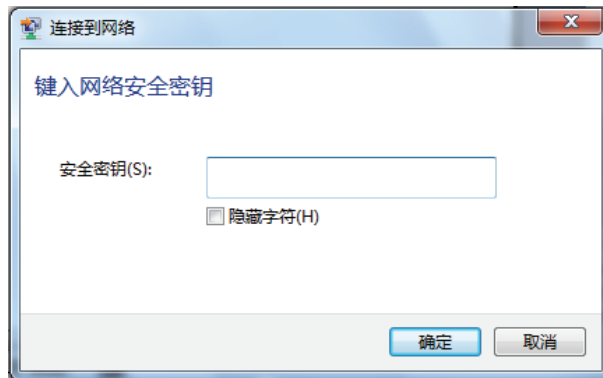 连接到网络
键入网络安全密钥
安全密钥(S):
隐藏字符(H)
确定
取消